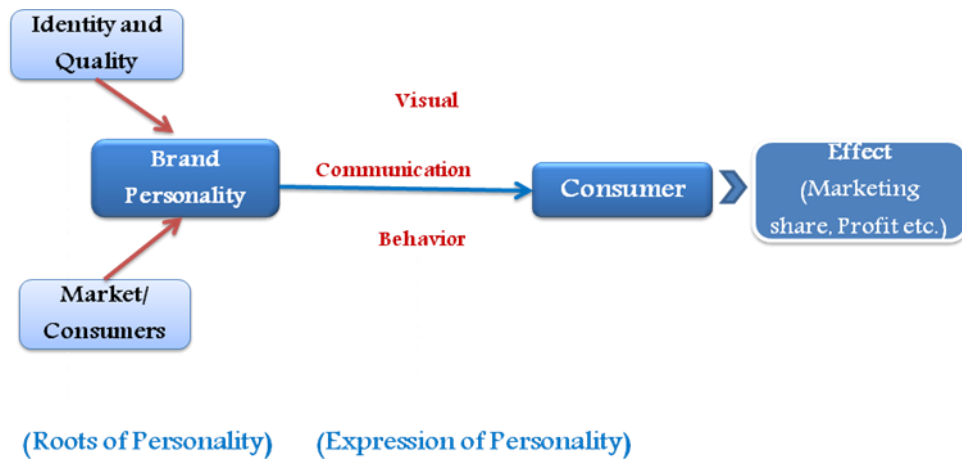 Identity and
Quality
Visual
Brand
Personality
Communication
Consumer
Effect
(Marketing
share, Profit etc.)
Behavior
Market/
Consumers
(Roots of Personality)
(Expression of Personality)